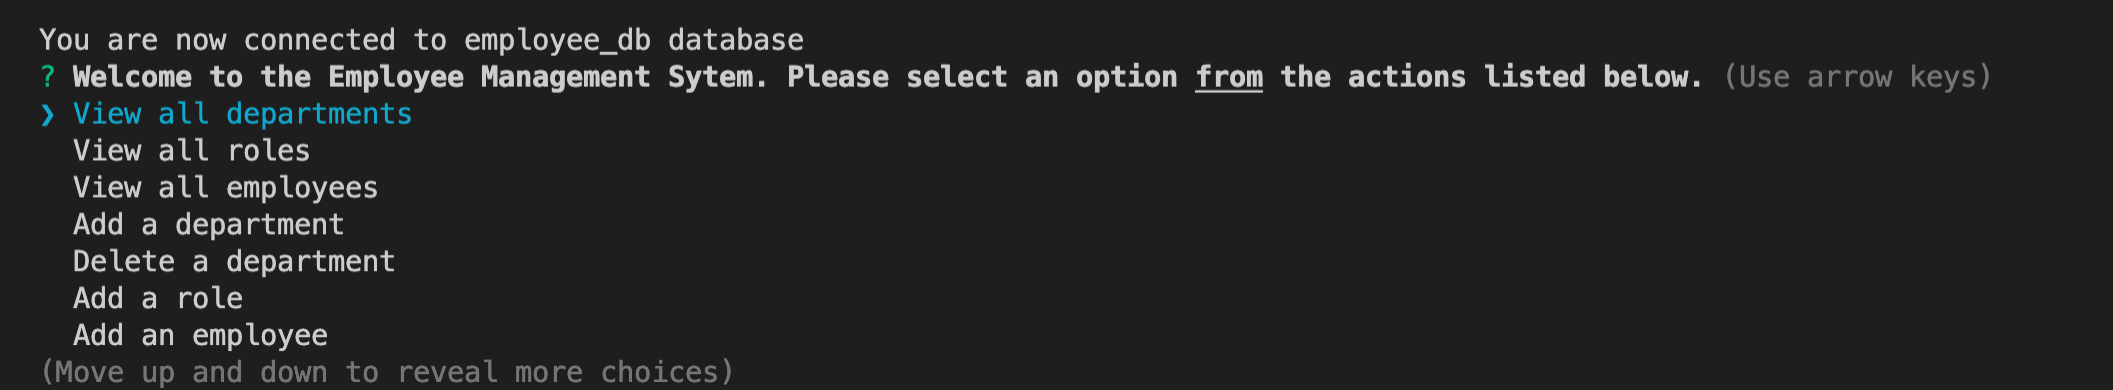 You are now connected to employee_db database
? Welcome to the Employee Management Sytem. Please select an option from the actions listed below. (Use arrow keys)
❯ View all departments
View all roles
View all employees
Add a department
Delete a department
Add a role
Add an employee
(Move up and down to reveal more choices)